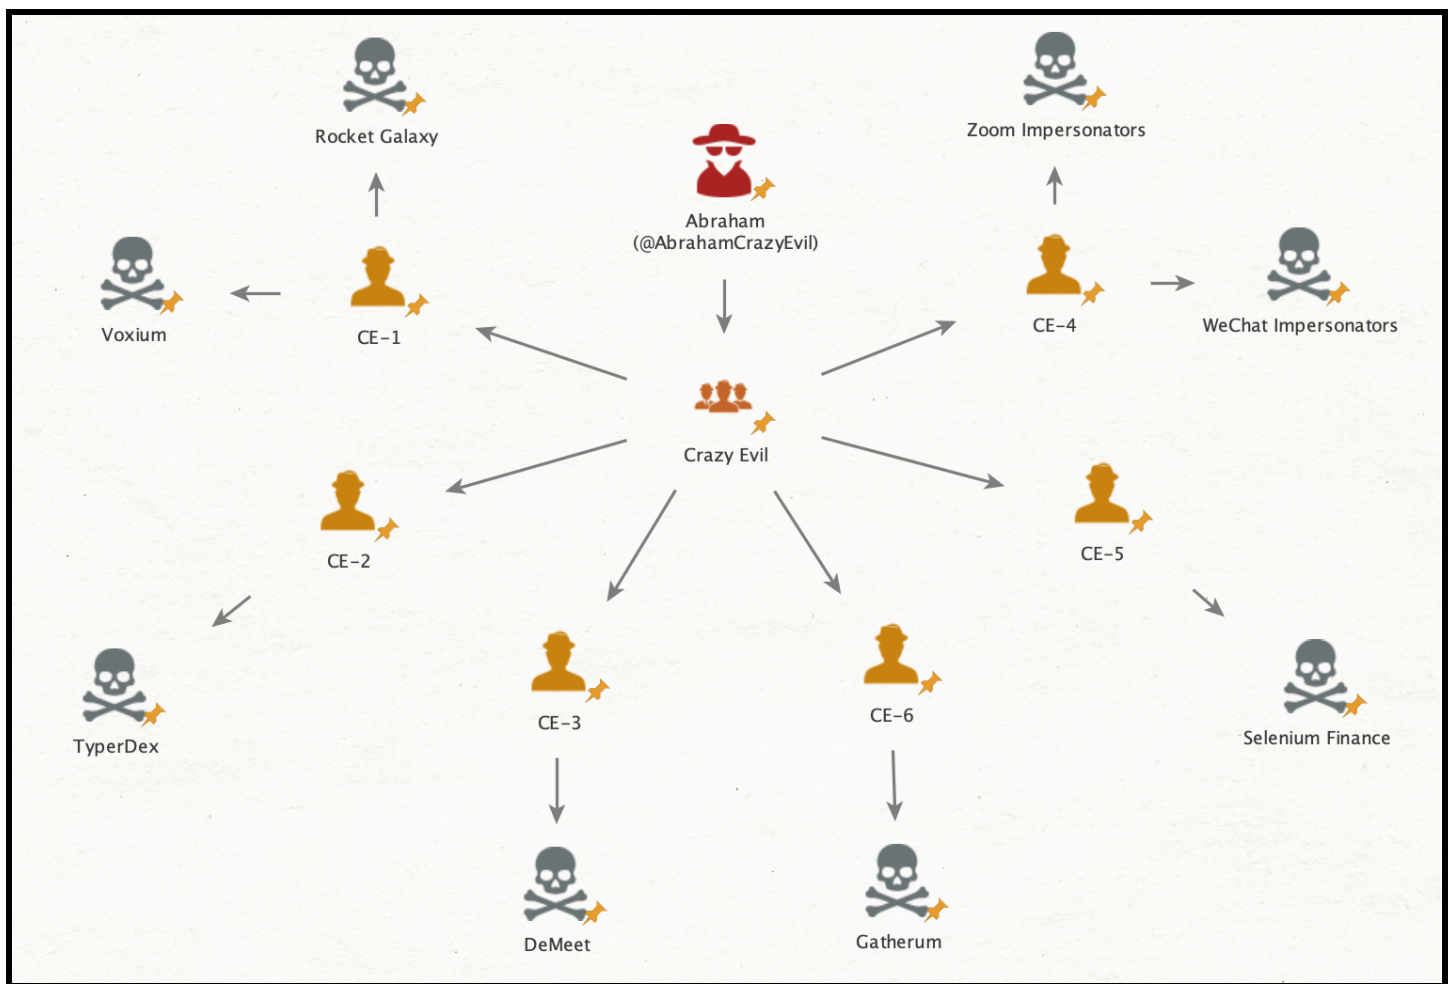 Rocket Galaxy
Zoom Impersonators
Abraham
(@AbrahamCrazyEvil)
Voxium
CE-1
CE-4
WeChat Impersonators
Crazy Evil
CE-2
CE-5
TyperDex
CE-3
CE-6
Selenium Finance
DeMeet
Gatherum